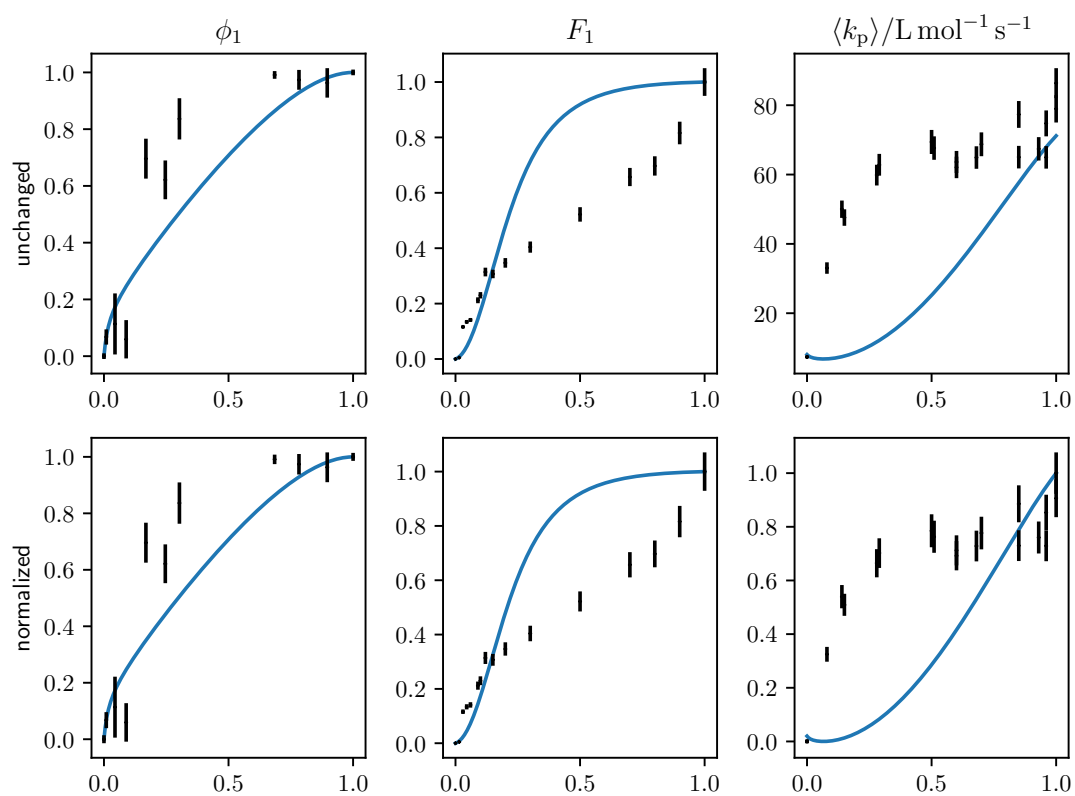 ϕ₁ F₁ ⟨kₚ⟩/L mol⁻¹ s⁻¹
unchanged
1.0 1.0 80
0.8 0.8 60
0.6 0.6
0.4 0.4 40
0.2 0.2 20
0.0 0.0
0.0 0.5 1.0 0.0 0.5 1.0 0.0 0.5 1.0
normalized
1.0 1.0 1.0
0.8 0.8 0.8
0.6 0.6 0.6
0.4 0.4 0.4
0.2 0.2 0.2
0.0 0.0 0.0
0.0 0.5 1.0 0.0 0.5 1.0 0.0 0.5 1.0